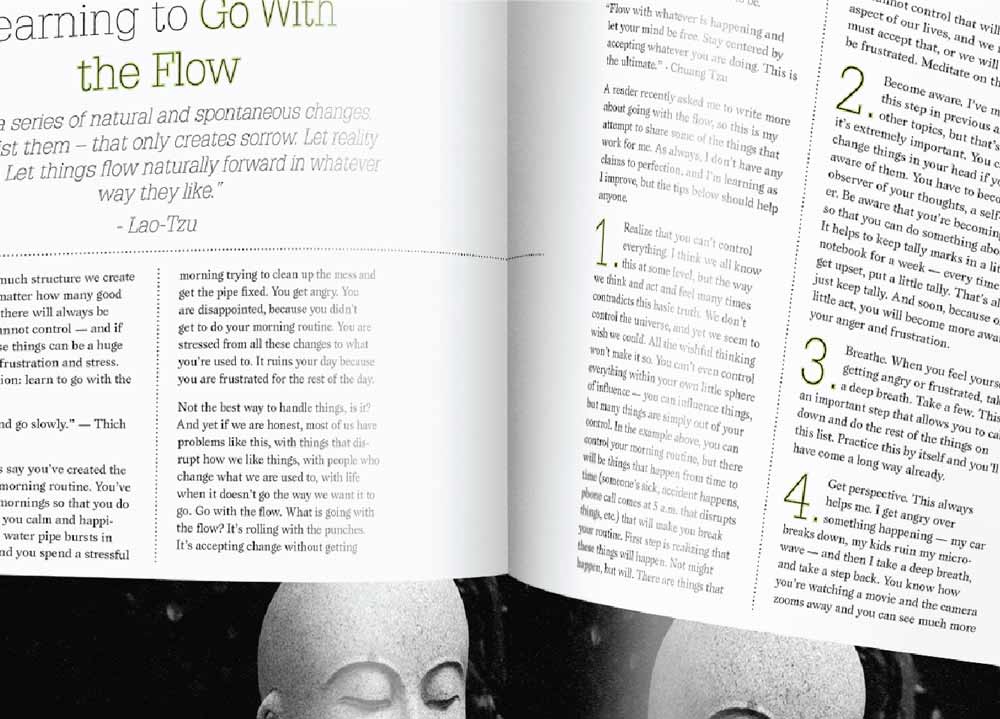 earning to Go With
the Flow
a series of natural and spontaneous changes.
ist them – that only creates sorrow. Let reality
Let things flow naturally forward in whatever
way they like.”
- Lao-Tzu
much structure we create
matter how many good
there will always be
nnot control — and if
e things can be a huge
frustration and stress.
ion: learn to go with the
nd go slowly.” — Thich
s say you’ve created the
morning routine. You’ve
mornings so that you do
you calm and happi-
water pipe bursts in
nd you spend a stressful
morning trying to clean up the mess and
get the pipe fixed. You get angry. You
are disappointed, because you didn’t
get to do your morning routine. You are
stressed from all these changes to what
you’re used to. It ruins your day because
you are frustrated for the rest of the day.
Not the best way to handle things, is it?
And yet if we are honest, most of us have
problems like this, with things that dis-
rupt how we like things, with people who
change what we are used to, with life
when it doesn’t go the way we want it to
go. Go with the flow. What is going with
the flow? It’s rolling with the punches.
It’s accepting change without getting
to be.
“Flow with whatever is happening and
let your mind be free. Stay centered by
accepting whatever you are doing. This is
the ultimate.” - Chuang Tzu
A reader recently asked me to write more
about going with the flow, so this is my
attempt to share some of the things that
work for me. As always, I don’t have any
claims to perfection, and I’m learning as
I improve, but the tips below should help
anyone.
1. Realize that you can’t control
everything. I think we all know
this at some level, but the way
we think and act and feel many times
contradicts this basic truth. We don’t
control the universe, and yet we seem to
wish we could. All the wishful thinking
won’t make it so. You can’t even control
everything within your own little sphere
of influence — you can influence things,
but many things are simply out of your
control. In the example above, you can
control your morning routine, but there
will be things that happen from time to
time (someone’s sick, accident happens,
phone call comes at 5 a.m. that disrupts
things, etc.) that will make you break
your routine. First step is realizing that
these things will happen. Not might
happen, but will. There are things that
nnot control that will
aspect of our lives, and we
must accept that, or we will
be frustrated. Meditate on th
2. Become aware. I’ve m
this step in previous a
other topics, but that’s
it’s extremely important. You c
change things in your head if yo
aware of them. You have to beco
observer of your thoughts, a self-
er. Be aware that you’re becoming
so that you can do something abo
It helps to keep tally marks in a lit
notebook for a week — every time
get upset, put a little tally. That’s al
just keep tally. And soon, because o
little act, you will become more awa
your anger and frustration.
3. Breathe. When you feel yourse
getting angry or frustrated, tak
a deep breath. Take a few. This
an important step that allows you to ca
down and do the rest of the things on
this list. Practice this by itself and you’ll
have come a long way already.
4. Get perspective. This always
helps me. I get angry over
something happening — my car
breaks down, my kids ruin my micro-
wave — and then I take a deep breath,
and take a step back. You know how
you’re watching a movie and the camera
zooms away and you can see much more